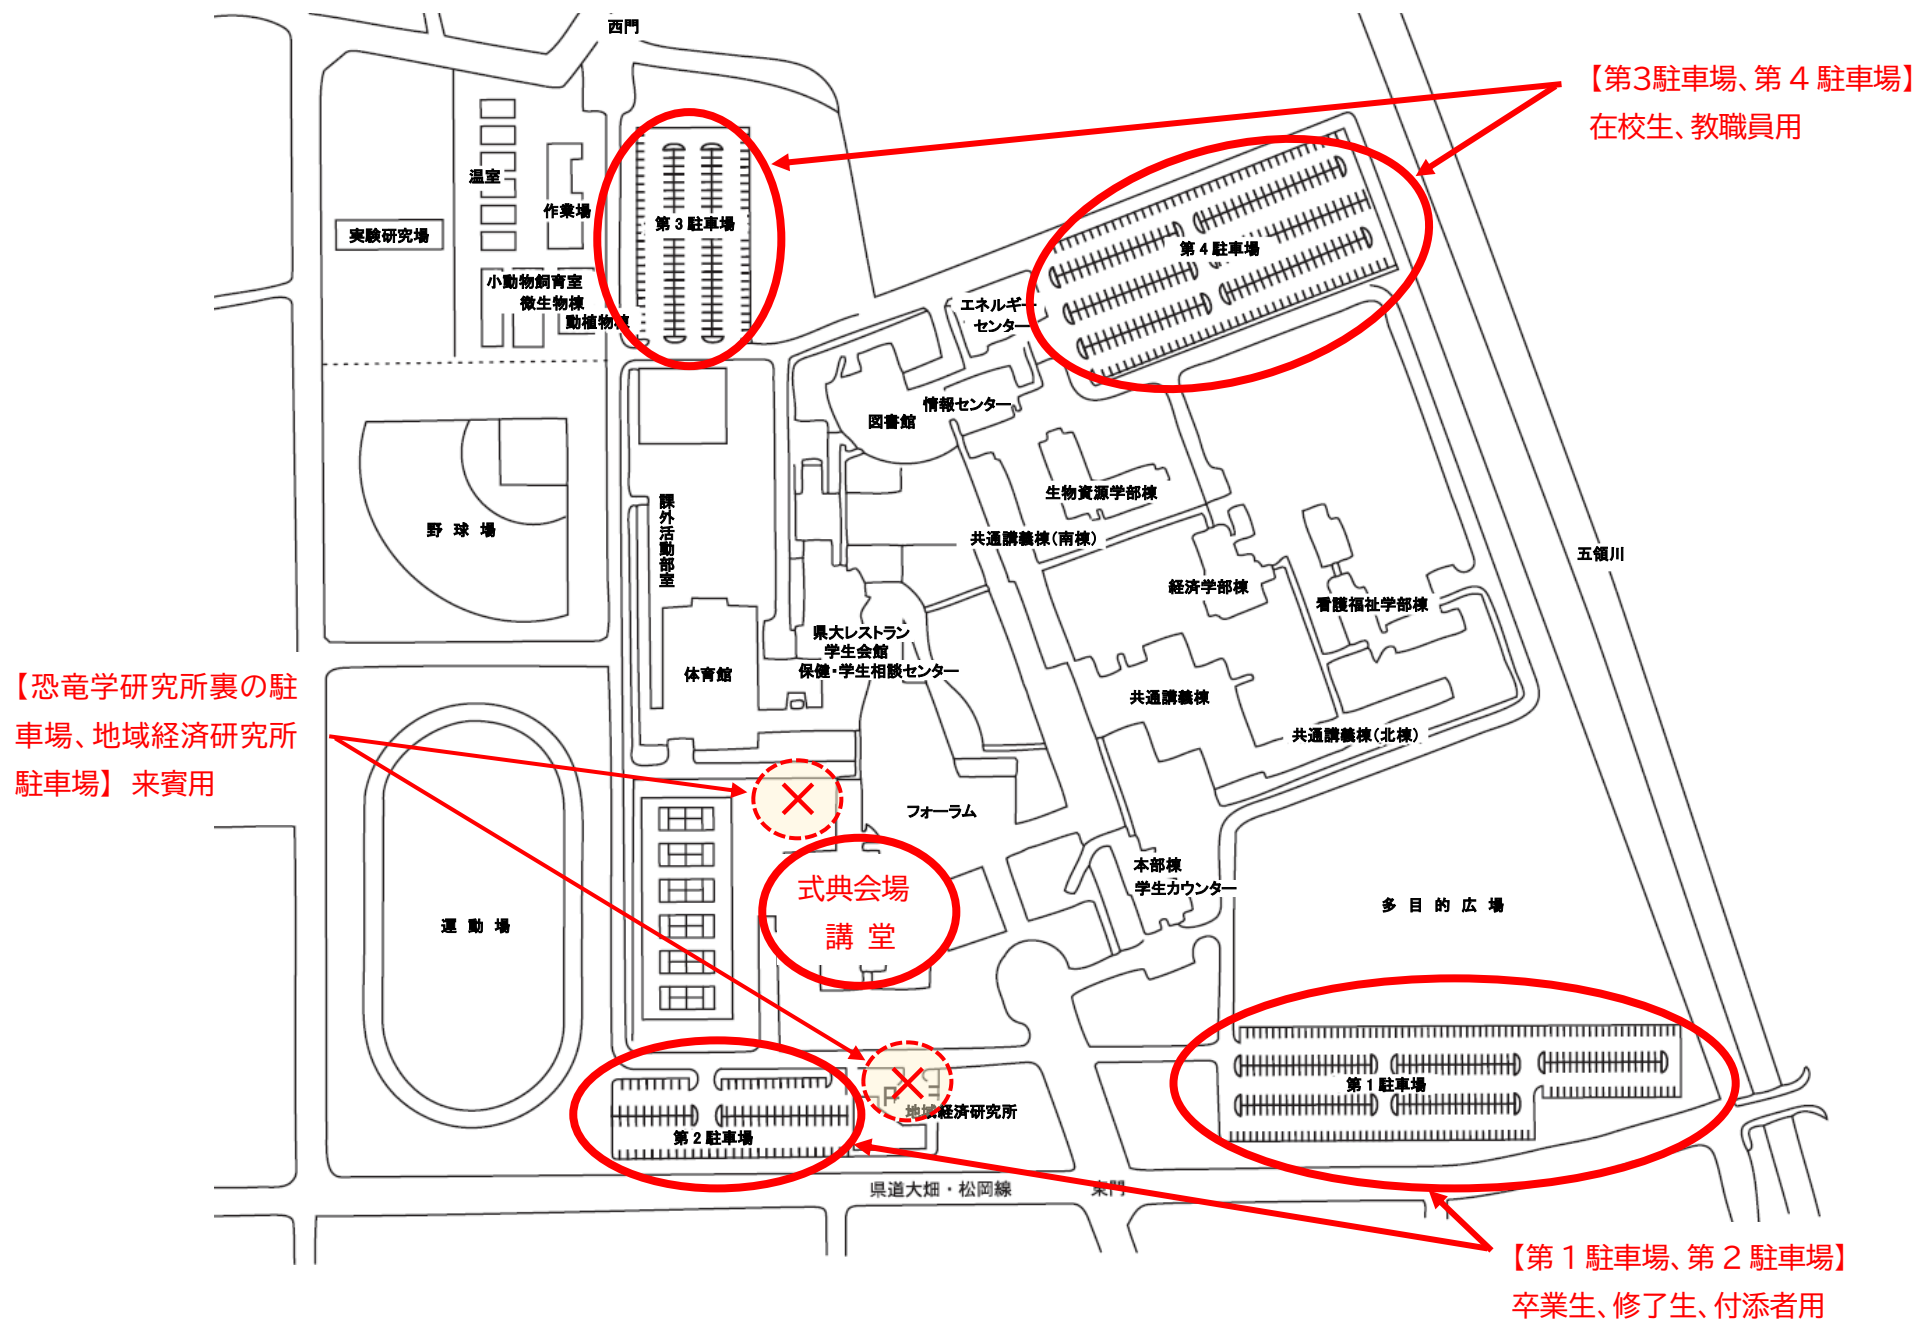 西門
【第3駐車場、第４駐車場】
在校生、教職員用
温室
作業場
第３駐車場
実験研究場
第４駐車場
小動物飼育室
微生物棟
動植物棟
エネルギー
センター
情報センター
図書館
生物資源学部棟
課外活動部室
野 球 場
共通講義棟(南棟)
五領川
経済学部棟
看護福祉学部棟
県大レストラン
学生会館
保健・学生相談センター
体育館
【恐竜学研究所裏の駐
車場、地域経済研究所
駐車場】 来賓用
共通講義棟
共通講義棟(北棟)
フォーラム
本部棟
学生カウンター
式典会場
講 堂
多 目 的 広 場
運 動 場
第１駐車場
P
地域経済研究所
第２駐車場
県道大畑・松岡線
東門
【第１駐車場、第２駐車場】
卒業生、修了生、付添者用